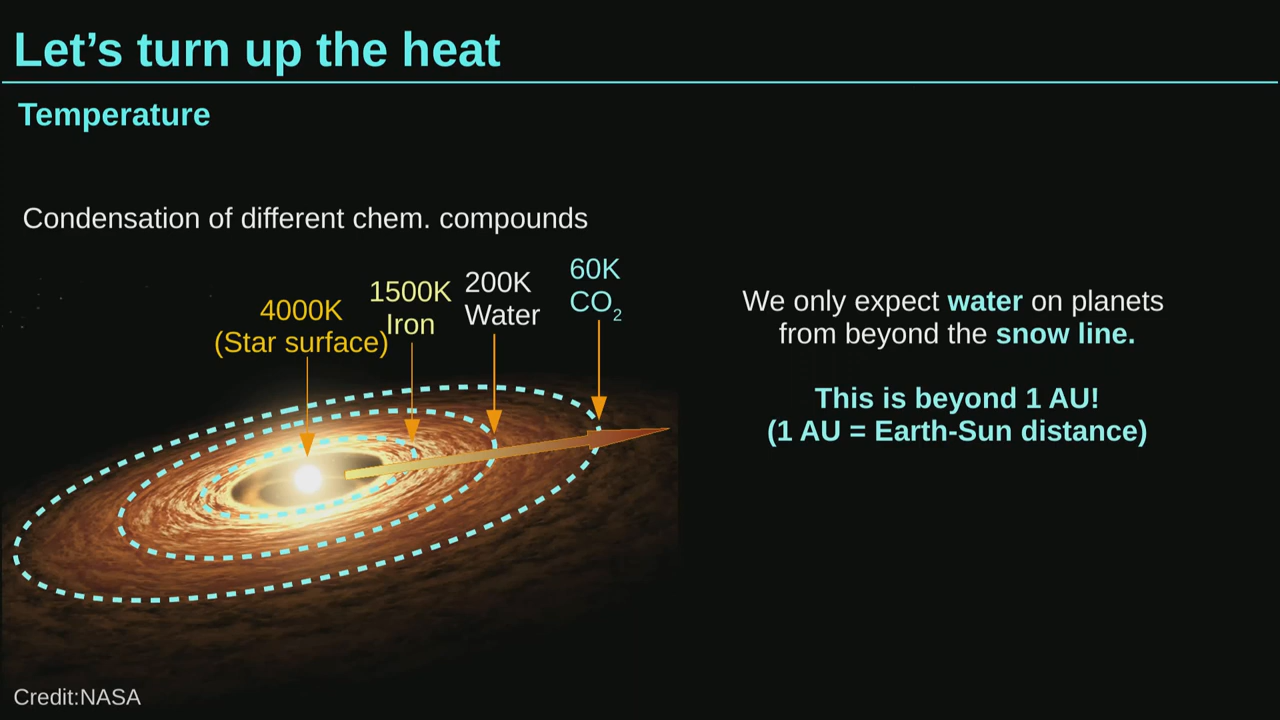 Let’s turn up the heat
Temperature
Condensation of different chem. compounds
4000K
(Star surface)
1500K
Iron
200K
Water
60K
CO₂
We only expect water on planets
from beyond the snow line.
This is beyond 1 AU!
(1 AU = Earth-Sun distance)
Credit:NASA